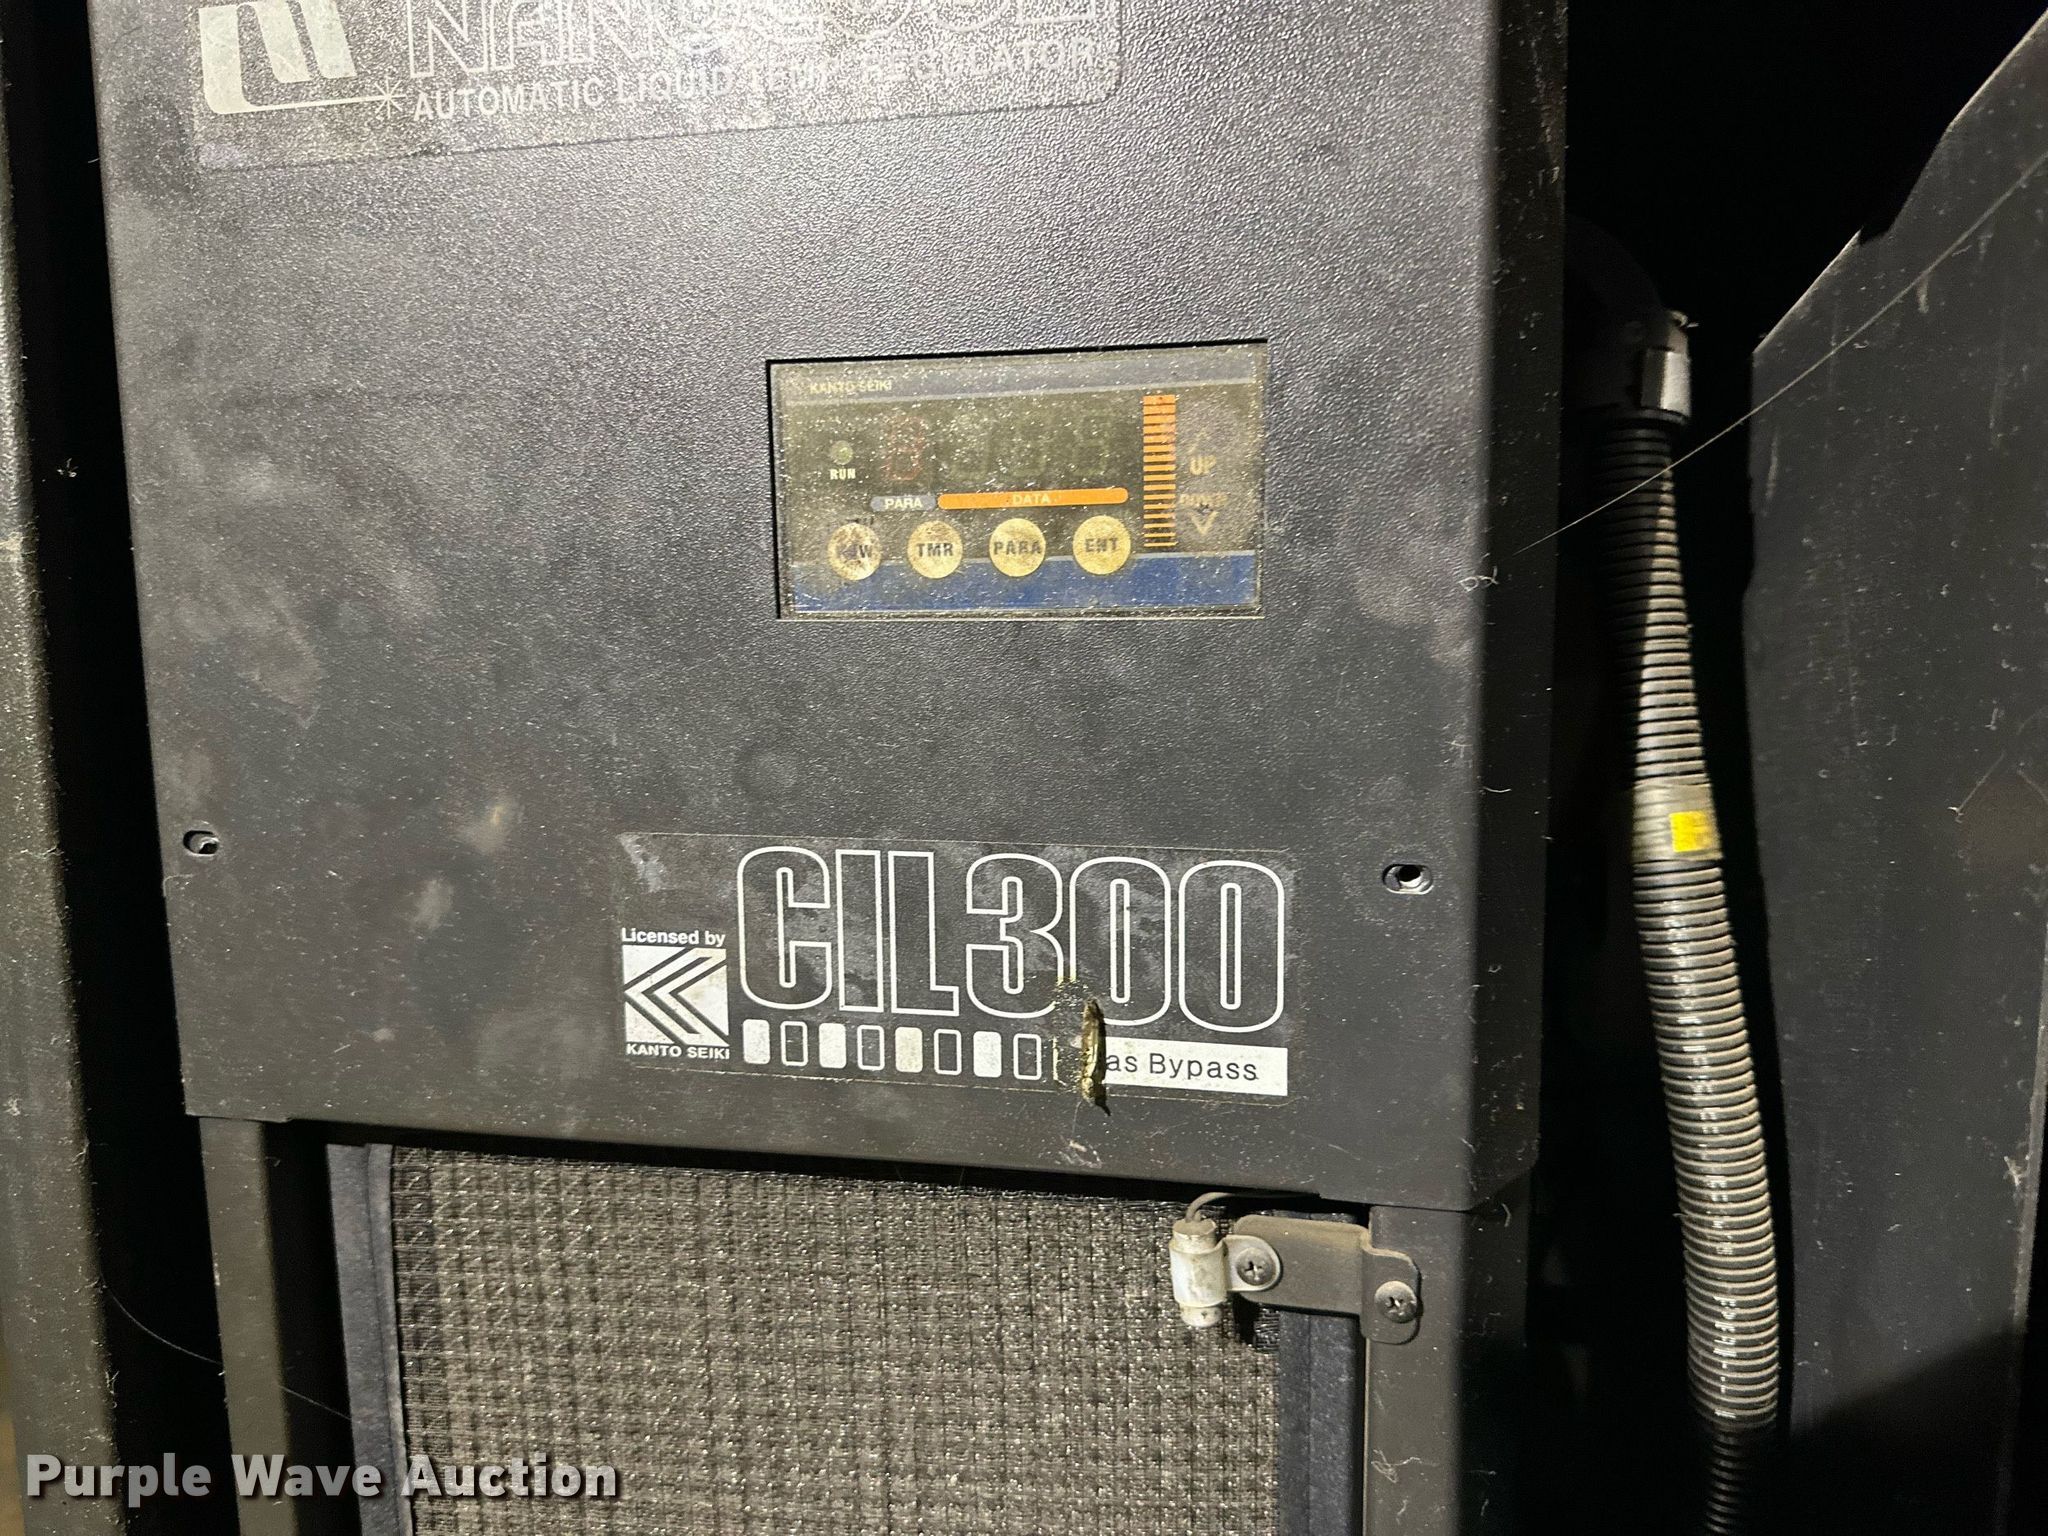 AUTOMATIC LIQUID TEMP. REGULATOR
KANTO SEIKI
RUN
UP
PARA DATA
DOWN
TMR PARA ENT
CIL300
Licensed by
KANTO SEIKI
as Bypass
Purple Wave Auction